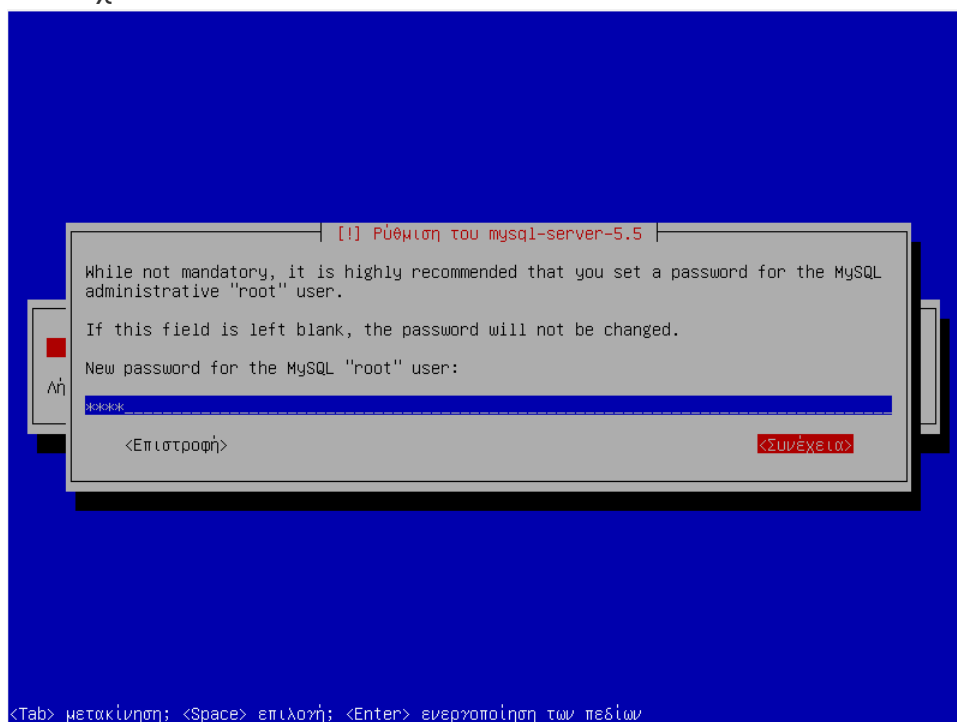 [!] Ρύθμιση του mysql-server-5.5
While not mandatory, it is highly recommended that you set a password for the MySQL
administrative "root" user.
If this field is left blank, the password will not be changed.
New password for the MySQL "root" user:
Λή
****
<Επιστροφή> <Συνέχεια>
<Tab> μετακίνηση; <Space> επιλογή; <Enter> ενεργοποίηση των πεδίων